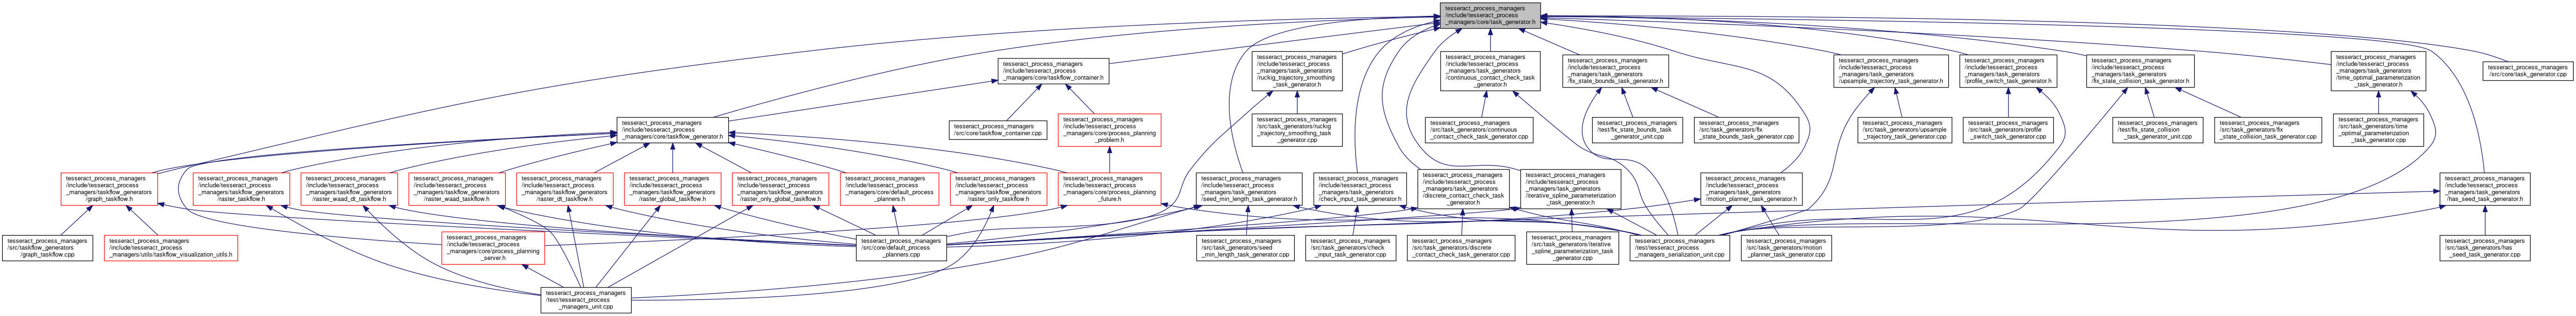 tesseract_process_managers
/include/tesseract_process
_managers/core/task_generator.h
tesseract_process_managers
/include/tesseract_process
_managers/core/taskflow_container.h
tesseract_process_managers
/include/tesseract_process
_managers/task_generators
/ruckig_trajectory_smoothing
_task_generator.h
tesseract_process_managers
/include/tesseract_process
_managers/task_generators
/continuous_contact_check_task
_generator.h
tesseract_process_managers
/include/tesseract_process
_managers/task_generators
/fix_state_bounds_task_generator.h
tesseract_process_managers
/include/tesseract_process
_managers/task_generators
/upsample_trajectory_task_generator.h
tesseract_process_managers
/include/tesseract_process
_managers/task_generators
/profile_switch_task_generator.h
tesseract_process_managers
/include/tesseract_process
_managers/task_generators
/fix_state_collision_task_generator.h
tesseract_process_managers
/include/tesseract_process
_managers/task_generators
/time_optimal_parameterization
_task_generator.h
tesseract_process_managers
/src/core/task_generator.cpp
tesseract_process_managers
/include/tesseract_process
_managers/core/taskflow_generator.h
tesseract_process_managers
/src/core/taskflow_container.cpp
tesseract_process_managers
/include/tesseract_process
_managers/core/process_planning
_problem.h
tesseract_process_managers
/src/task_generators/ruckig
_trajectory_smoothing_task
_generator.cpp
tesseract_process_managers
/src/task_generators/continuous
_contact_check_task_generator.cpp
tesseract_process_managers
/test/fix_state_bounds_task
_generator_unit.cpp
tesseract_process_managers
/src/task_generators/fix
_state_bounds_task_generator.cpp
tesseract_process_managers
/src/task_generators/upsample
_trajectory_task_generator.cpp
tesseract_process_managers
/src/task_generators/profile
_switch_task_generator.cpp
tesseract_process_managers
/test/fix_state_collision
_task_generator_unit.cpp
tesseract_process_managers
/src/task_generators/fix
_state_collision_task_generator.cpp
tesseract_process_managers
/src/task_generators/time
_optimal_parameterization
_task_generator.cpp
tesseract_process_managers
/include/tesseract_process
_managers/taskflow_generators
/graph_taskflow.h
tesseract_process_managers
/include/tesseract_process
_managers/taskflow_generators
/raster_taskflow.h
tesseract_process_managers
/include/tesseract_process
_managers/taskflow_generators
/raster_waad_dt_taskflow.h
tesseract_process_managers
/include/tesseract_process
_managers/taskflow_generators
/raster_waad_taskflow.h
tesseract_process_managers
/include/tesseract_process
_managers/taskflow_generators
/raster_dt_taskflow.h
tesseract_process_managers
/include/tesseract_process
_managers/taskflow_generators
/raster_global_taskflow.h
tesseract_process_managers
/include/tesseract_process
_managers/taskflow_generators
/raster_only_global_taskflow.h
tesseract_process_managers
/include/tesseract_process
_managers/core/default_process
_planners.h
tesseract_process_managers
/include/tesseract_process
_managers/taskflow_generators
/raster_only_taskflow.h
tesseract_process_managers
/include/tesseract_process
_managers/core/process_planning
_future.h
tesseract_process_managers
/include/tesseract_process
_managers/task_generators
/seed_min_length_task_generator.h
tesseract_process_managers
/include/tesseract_process
_managers/task_generators
/check_input_task_generator.h
tesseract_process_managers
/include/tesseract_process
_managers/task_generators
/discrete_contact_check_task
_generator.h
tesseract_process_managers
/include/tesseract_process
_managers/task_generators
/iterative_spline_parameterization
_task_generator.h
tesseract_process_managers
/include/tesseract_process
_managers/task_generators
/motion_planner_task_generator.h
tesseract_process_managers
/include/tesseract_process
_managers/task_generators
/has_seed_task_generator.h
tesseract_process_managers
/src/taskflow_generators
/graph_taskflow.cpp
tesseract_process_managers
/include/tesseract_process
_managers/utils/taskflow_visualization_utils.h
tesseract_process_managers
/include/tesseract_process
_managers/core/process_planning
_server.h
tesseract_process_managers
/src/core/default_process
_planners.cpp
tesseract_process_managers
/src/task_generators/seed
_min_length_task_generator.cpp
tesseract_process_managers
/src/task_generators/check
_input_task_generator.cpp
tesseract_process_managers
/src/task_generators/discrete
_contact_check_task_generator.cpp
tesseract_process_managers
/src/task_generators/iterative
_spline_parameterization_task
_generator.cpp
tesseract_process_managers
/test/tesseract_process
_managers_serialization_unit.cpp
tesseract_process_managers
/src/task_generators/motion
_planner_task_generator.cpp
tesseract_process_managers
/src/task_generators/has
_seed_task_generator.cpp
tesseract_process_managers
/test/tesseract_process
_managers_unit.cpp